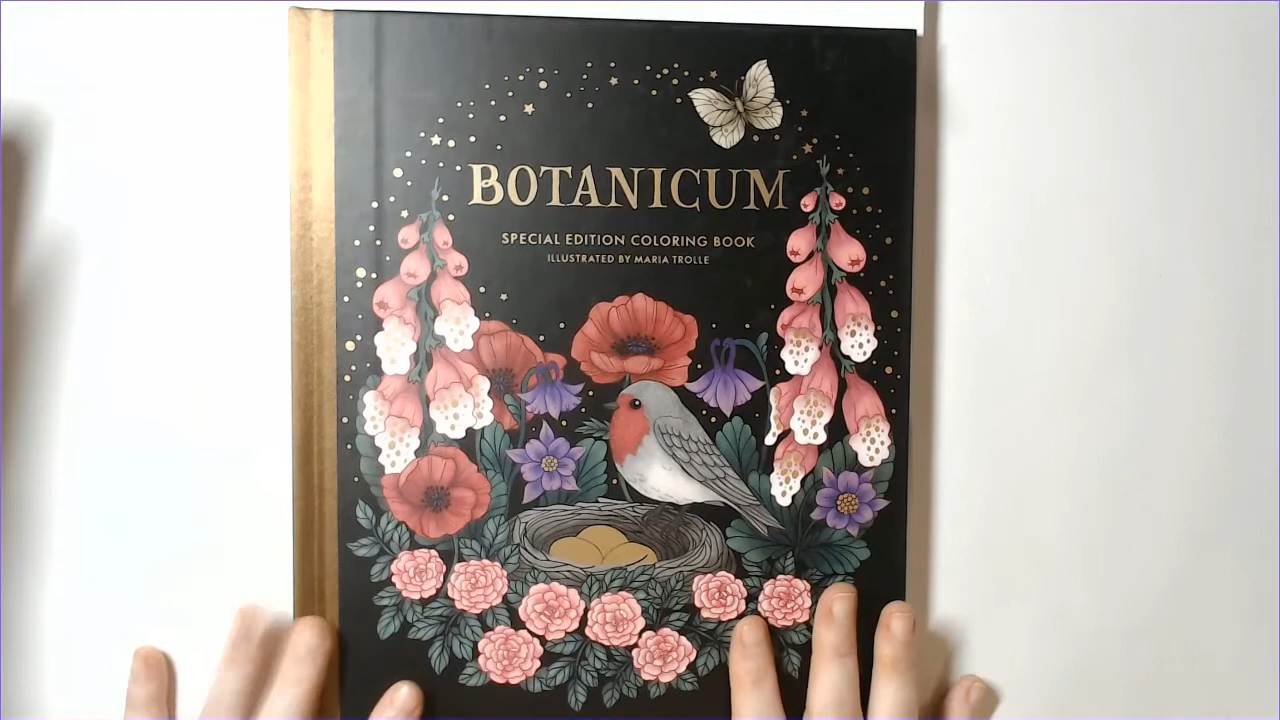 BOTANICUM
SPECIAL EDITION COLORING BOOK
ILLUSTRATED BY MARIA TROLLE